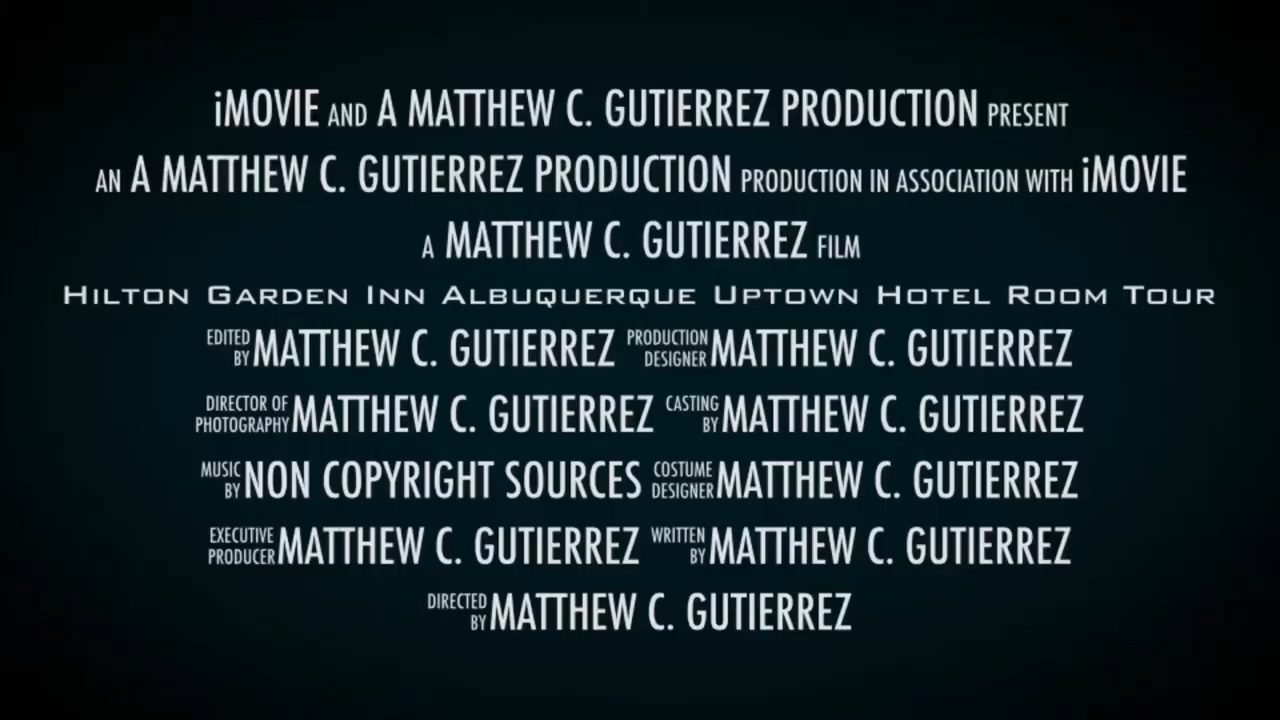 iMOVIE AND A MATTHEW C. GUTIERREZ PRODUCTION PRESENT
AN A MATTHEW C. GUTIERREZ PRODUCTION PRODUCTION IN ASSOCIATION WITH iMOVIE
A MATTHEW C. GUTIERREZ FILM
HILTON GARDEN INN ALBUQUERQUE UPTOWN HOTEL ROOM TOUR
EDITED BY MATTHEW C. GUTIERREZ PRODUCTION DESIGNER MATTHEW C. GUTIERREZ
DIRECTOR OF PHOTOGRAPHY MATTHEW C. GUTIERREZ CASTING BY MATTHEW C. GUTIERREZ
MUSIC BY NON COPYRIGHT SOURCES COSTUME DESIGNER MATTHEW C. GUTIERREZ
EXECUTIVE PRODUCER MATTHEW C. GUTIERREZ WRITTEN BY MATTHEW C. GUTIERREZ
DIRECTED BY MATTHEW C. GUTIERREZ